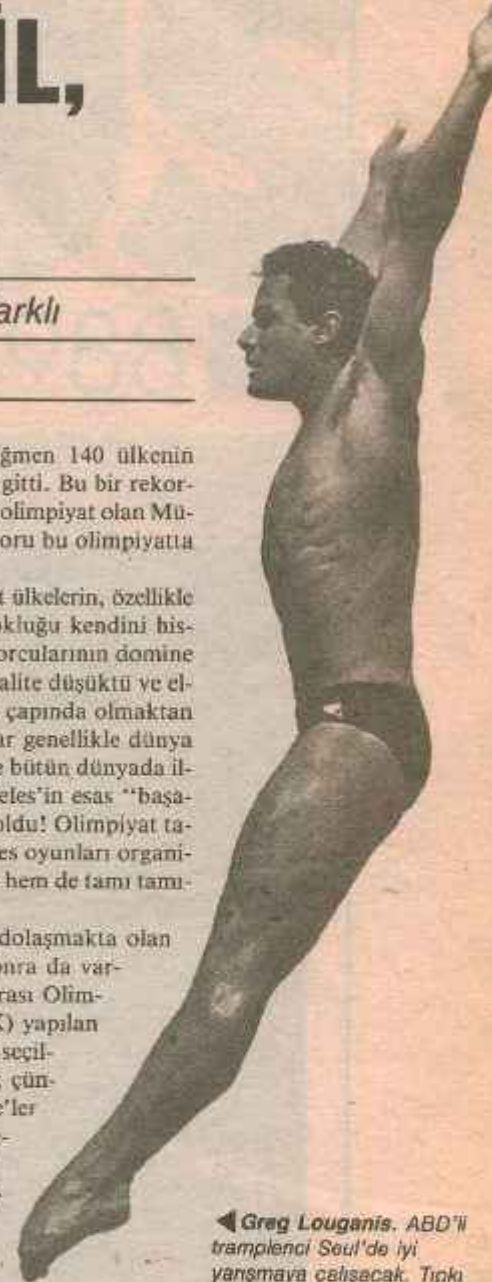 İL,
arklı
ğmen 140 ülkenin
gitti. Bu bir rekor-
olimpiyat olan Mü-
oru bu olimpiyatta
t ülkelerin, özellikle
okluğu kendini his-
orcularının domine
alite düşüktü ve el-
çapında olmaktan
ar genellikle dünya
e bütün dünyada il-
eles'in esas "başa-
oldu! Olimpiyat ta-
es oyunları organi-
hem de tamı tamı-
dolaşmakta olan
onra da var-
rası Olim-
K) yapılan
seçil-
çün-
e'ler
◀ Greg Louganis. ABD'li
tramplenci Seul'de iyi
yarışmaya çalışacak. Tıpkı